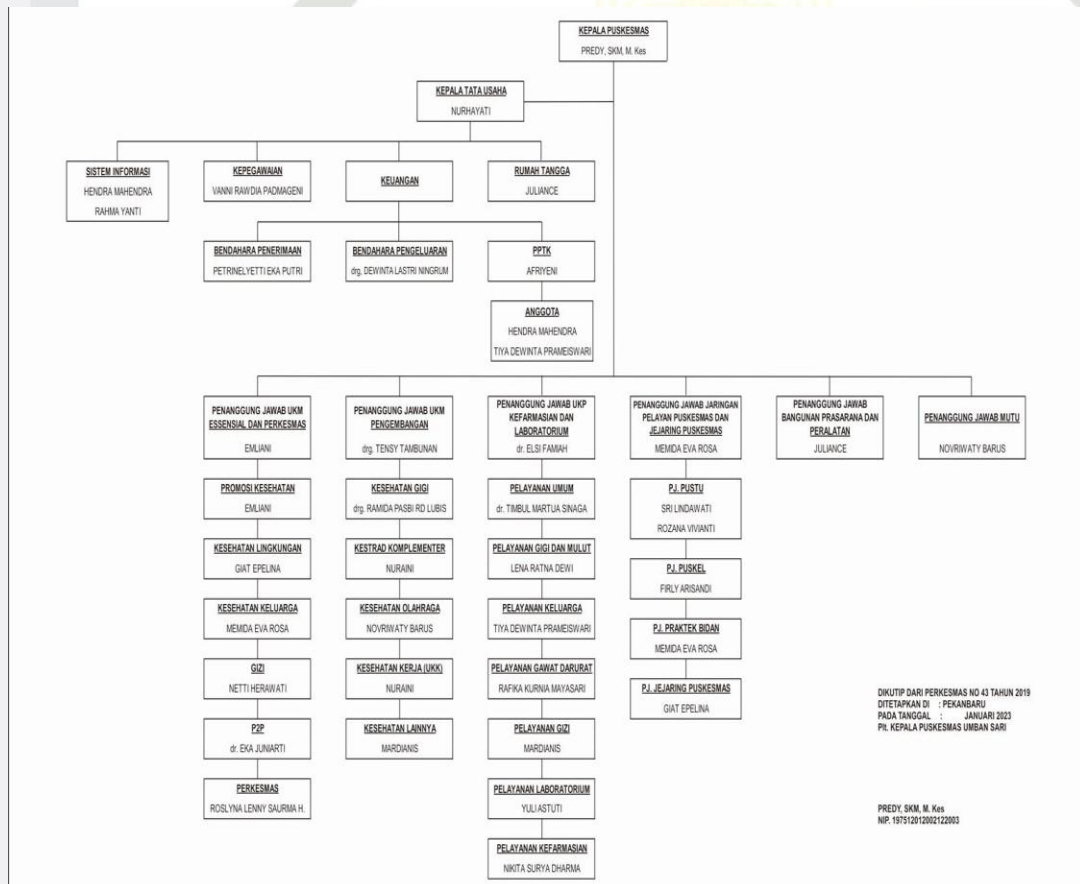 KEPALA PUSKESMAS
PREDY, SKM, M. Kes
KEPALA TATA USAHA
NURHAYATI
SISTEM INFORMASI
HENDRA MAHENDRA
RAHMA YANTI
KEPEGAWAIAN
VANNI RAWDIA PADMAGENI
KEUANGAN
RUMAH TANGGA
JULIANCE
BENDAHARA PENERIMAAN
PETRINELYETTI EKA PUTRI
BENDAHARA PENGELUARAN
drg, DEWINTA LASTRI NINGRUM
PPTK
AFRIYENI
ANGGOTA
HENDRA MAHENDRA
TIYA DEWINTA PRAMEISWARI
PENANGGUNG JAWAB UKM
ESSENSIAL DAN PERKESMAS
EMLIANI
PROMOSI KESEHATAN
EMLIANI
KESEHATAN LINGKUNGAN
GIAT EPELINA
KESEHATAN KELUARGA
MEMIDA EVA ROSA
GIZI
NETTI HERAWATI
P2P
dr. EKA JUNIARTI
PERKESMAS
ROSLYNA LENNY SAURMA H.
PENANGGUNG JAWAB UKM
PENGEMBANGAN
drg. TENSY TAMBUNAN
KESEHATAN GIGI
drg. RAMIDA PASBI RD LUBIS
KESTRAD KOMPLEMENTER
NURAINI
KESEHATAN OLAHRAGA
NOVRIWATY BARUS
KESEHATAN KERJA (UKK)
NURAINI
KESEHATAN LAINNYA
MARDIANIS
PENANGGUNG JAWAB UKP
KEFARMASIAN DAN
LABORATORIUM
dr. ELSI FAMIAH
PELAYANAN UMUM
dr. TIMBUL MARTUA SINAGA
PELAYANAN GIGI DAN MULUT
LENA RATNA DEWI
PELAYANAN KELUARGA
TIYA DEWINTA PRAMEISWARI
PELAYANAN GAWAT DARURAT
RAFIKA KURNIA MAYASARI
PELAYANAN GIZI
MARDIANIS
PELAYANAN LABORATORIUM
YULI ASTUTI
PELAYANAN KEFARMASIAN
NIKITA SURYA DHARMA
PENANGGUNG JAWAB JARINGAN
PELAYAN PUSKESMAS DAN
JEJARING PUSKESMAS
MEMIDA EVA ROSA
PJ. PUSTU
SRI LINDAWATI
ROZANA VIVIANTI
PJ. PUSKEL
FIRLY ARISANDI
PJ. PRAKTEK BIDAN
MEMIDA EVA ROSA
PJ. JEJARING PUSKESMAS
GIAT EPELINA
PENANGGUNG JAWAB
BANGUNAN PRASARANA DAN
PERALATAN
JULIANCE
PENANGGUNG JAWAB MUTU
NOVRIWATY BARUS
DIKUTIP DARI PERKESMAS NO 43 TAHUN 2019
DITETAPKAN DI : PEKANBARU
PADA TANGGAL : JANUARI 2023
Plt. KEPALA PUSKESMAS UMBAN SARI
PREDY, SKM, M. Kes
NIP. 197512012002122003